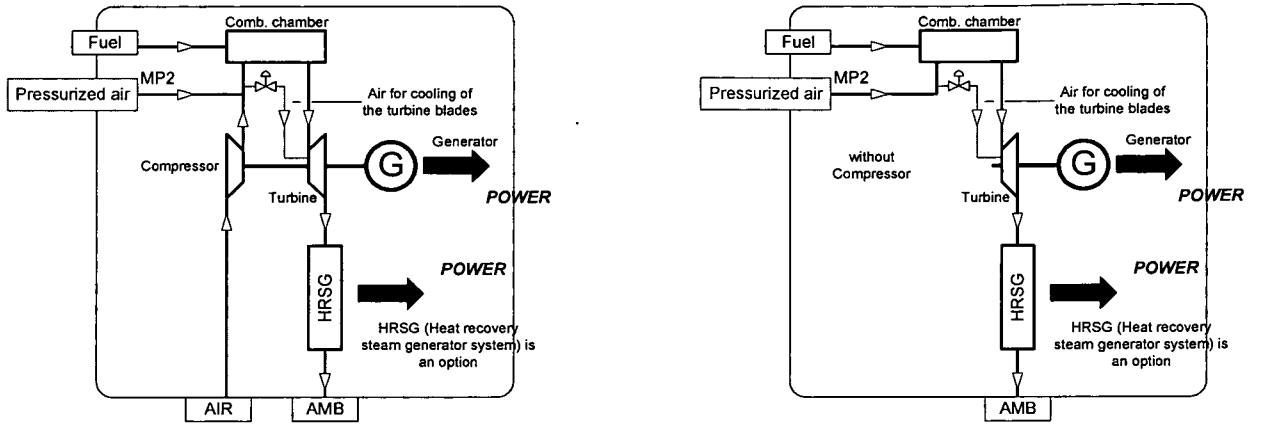 Comb. chamber
Fuel
MP2
Pressurized air
Air for cooling of
the turbine blades
Generator
Compressor
G
Turbine
POWER
POWER
HRSG
HRSG (Heat recovery
steam generator system) is
an option
AIR
AMB
Comb. chamber
Fuel
MP2
Pressurized air
Air for cooling of
the turbine blades
Generator
without
Compressor
G
Turbine
POWER
POWER
HRSG
HRSG (Heat recovery
steam generator system) is
an option
AMB